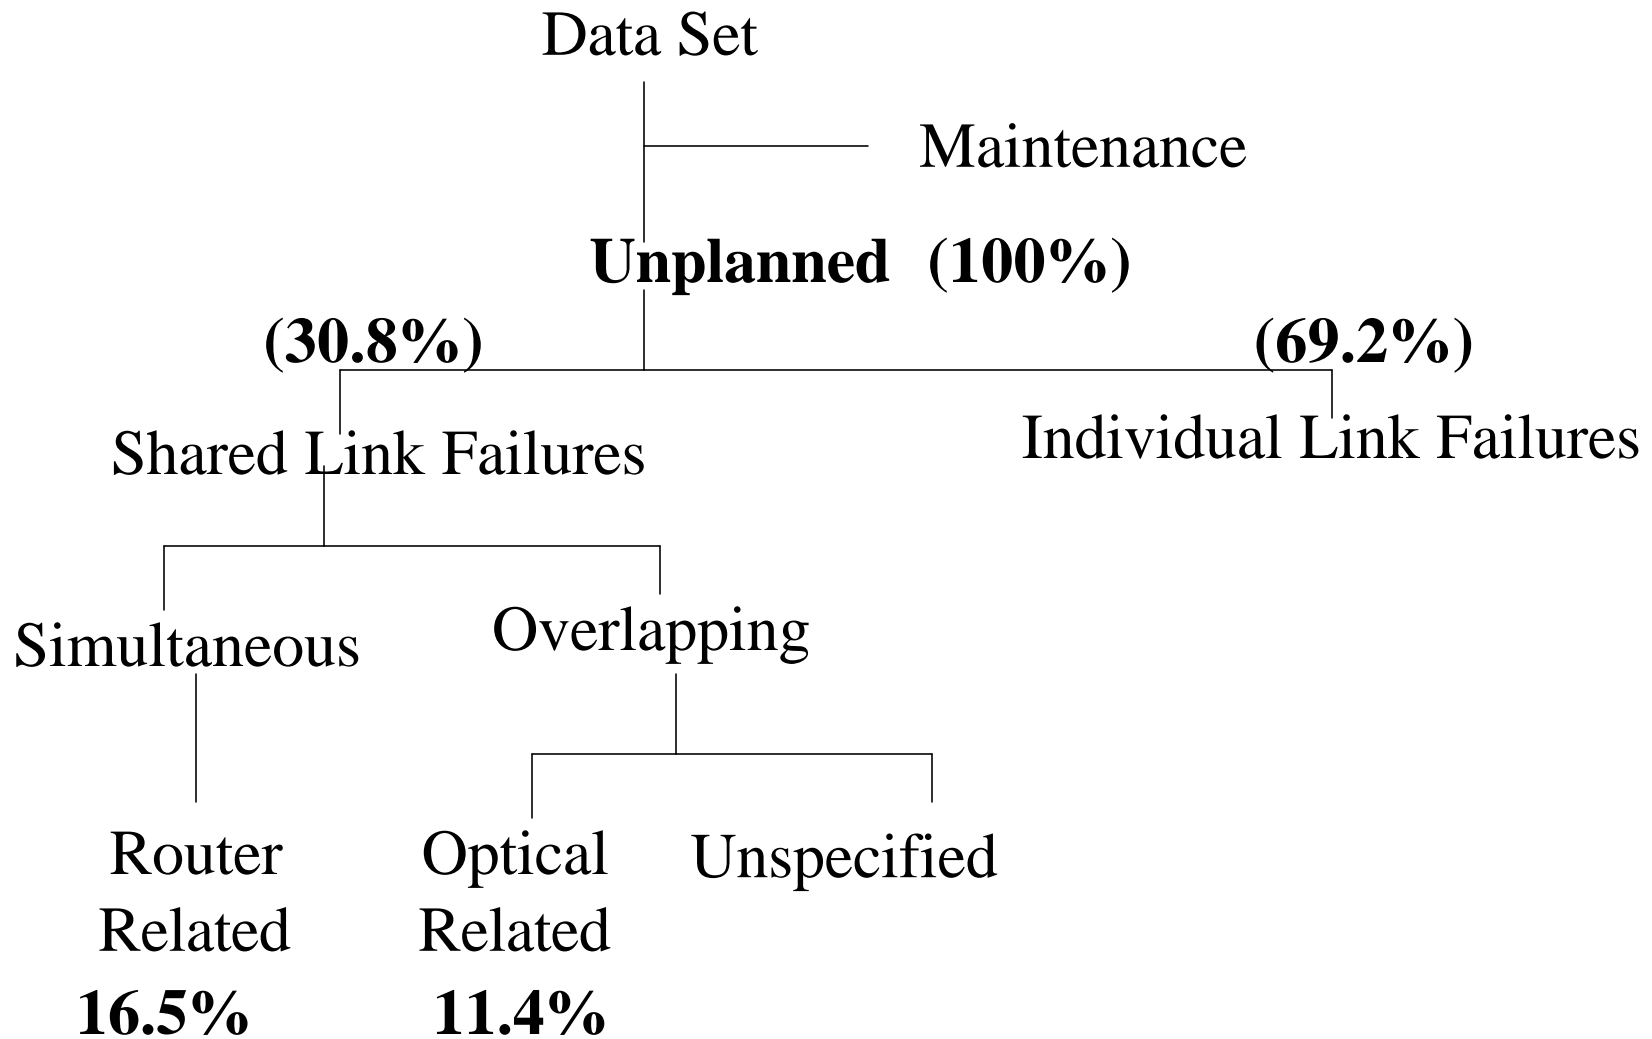 Data Set
Maintenance
Unplanned (100%)
(30.8%)
(69.2%)
Shared Link Failures
Individual Link Failures
Simultaneous
Overlapping
Router
Related
16.5%
Optical
Related
11.4%
Unspecified